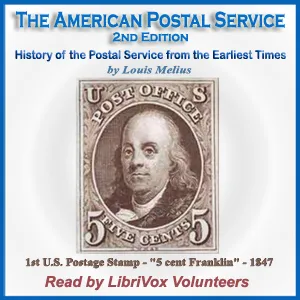 THE AMERICAN POSTAL SERVICE
2ND EDITION
History of the Postal Service from the Earliest Times
by Louis Melius
U S
POST OFFICE
5 5
FIVE CENTS
1st U.S. Postage Stamp - "5 cent Franklin" - 1847
Read by LibriVox Volunteers